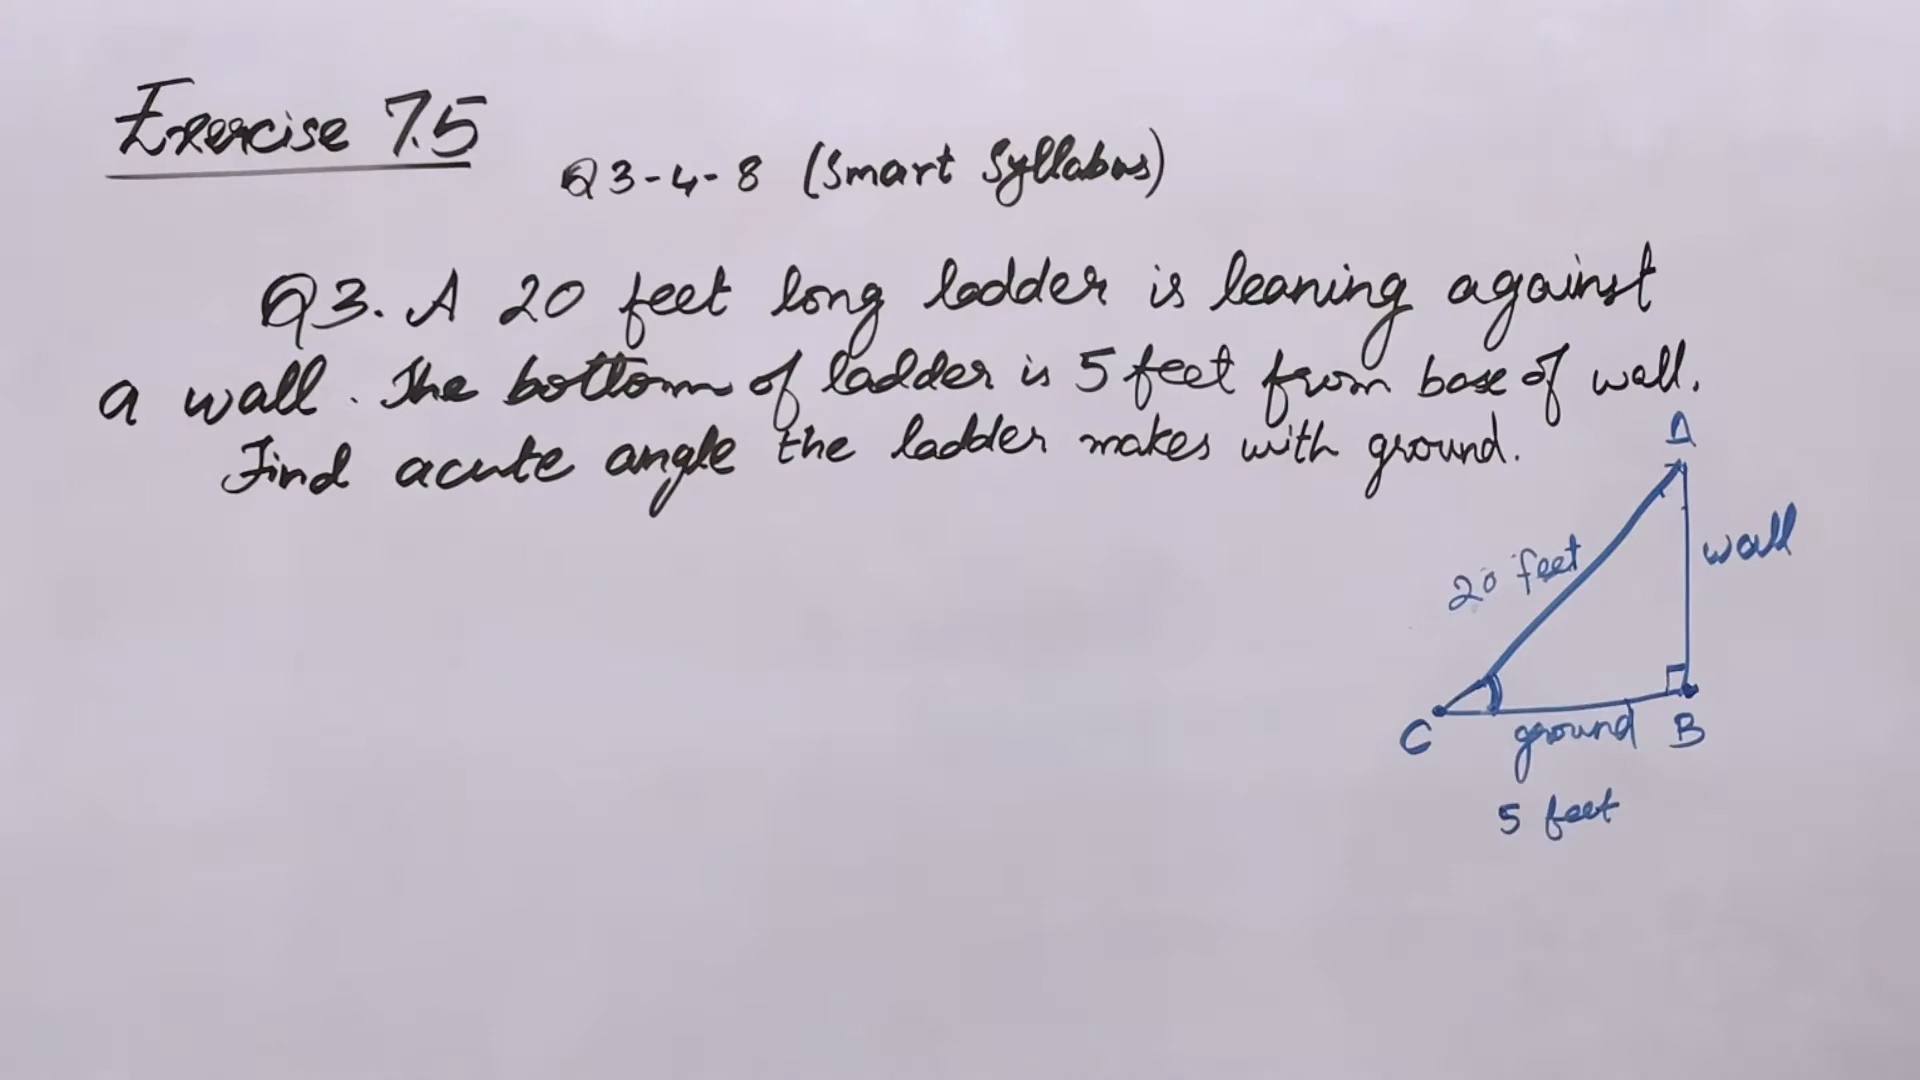 Exercise 7.5
Q3-4-8 (Smart Syllabus)
Q3. A 20 feet long ladder is leaning against
a wall. The bottom of ladder is 5 feet from base of wall.
Find acute angle the ladder makes with ground.
A
20 feet
wall
C
ground
B
5 feet